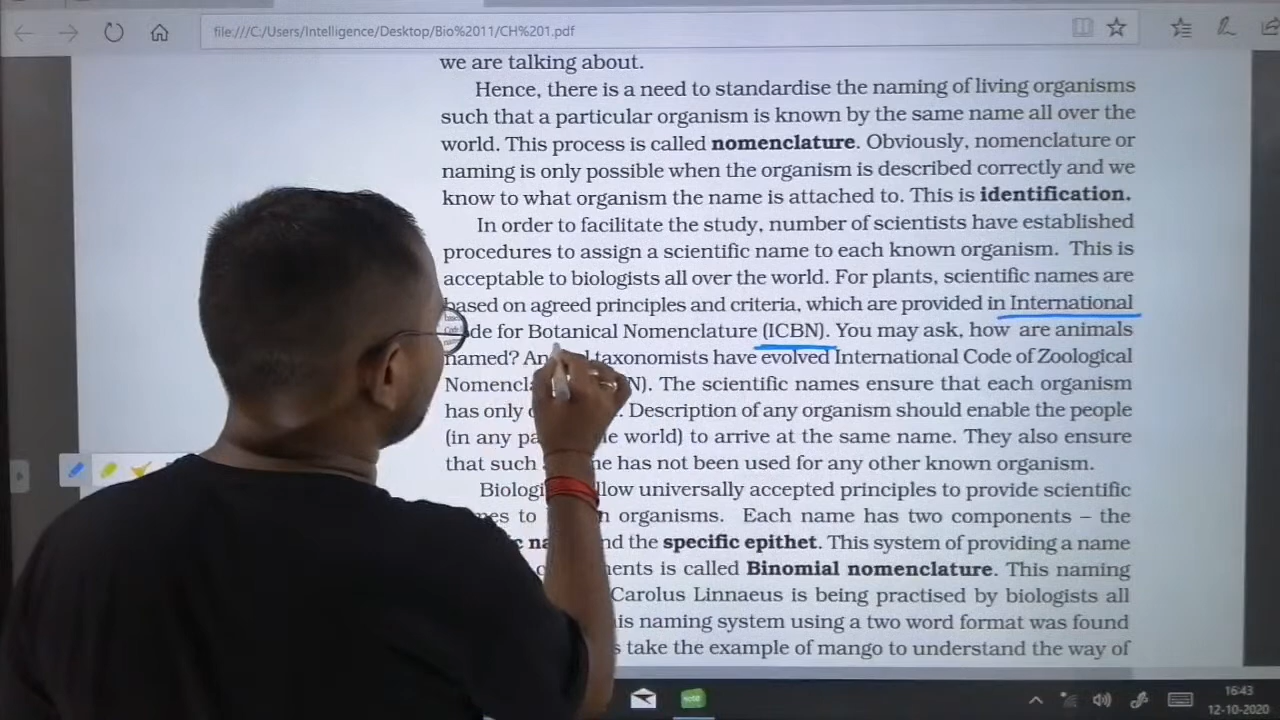 file:///C:/Users/Intelligence/Desktop/Bio%2011/CH%201.pdf
we are talking about.
Hence, there is a need to standardise the naming of living organisms
such that a particular organism is known by the same name all over the
world. This process is called nomenclature. Obviously, nomenclature or
naming is only possible when the organism is described correctly and we
know to what organism the name is attached to. This is identification.
In order to facilitate the study, number of scientists have established
procedures to assign a scientific name to each known organism. This is
acceptable to biologists all over the world. For plants, scientific names are
based on agreed principles and criteria, which are provided in International
de for Botanical Nomenclature (ICBN). You may ask, how are animals
named? An l taxonomists have evolved International Code of Zoological
Nomencla N). The scientific names ensure that each organism
has only . Description of any organism should enable the people
(in any pa e world) to arrive at the same name. They also ensure
that such e has not been used for any other known organism.
Biologi llow universally accepted principles to provide scientific
es to organisms. Each name has two components – the
c na nd the specific epithet. This system of providing a name
ents is called Binomial nomenclature. This naming
Carolus Linnaeus is being practised by biologists all
is naming system using a two word format was found
s take the example of mango to understand the way of
16:43
12-10-2020